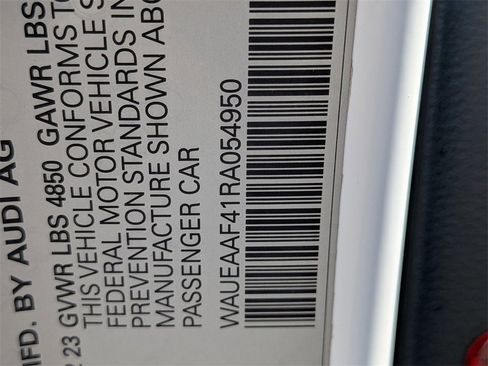 MFD. BY AUDI AG
23 GVWR LBS 4850 GAWR LBS
THIS VEHICLE CONFORMS TO
FEDERAL MOTOR VEHICLE S
PREVENTION STANDARDS IN
MANUFACTURE SHOWN ABO
PASSENGER CAR
WAUEAAF41RA054950